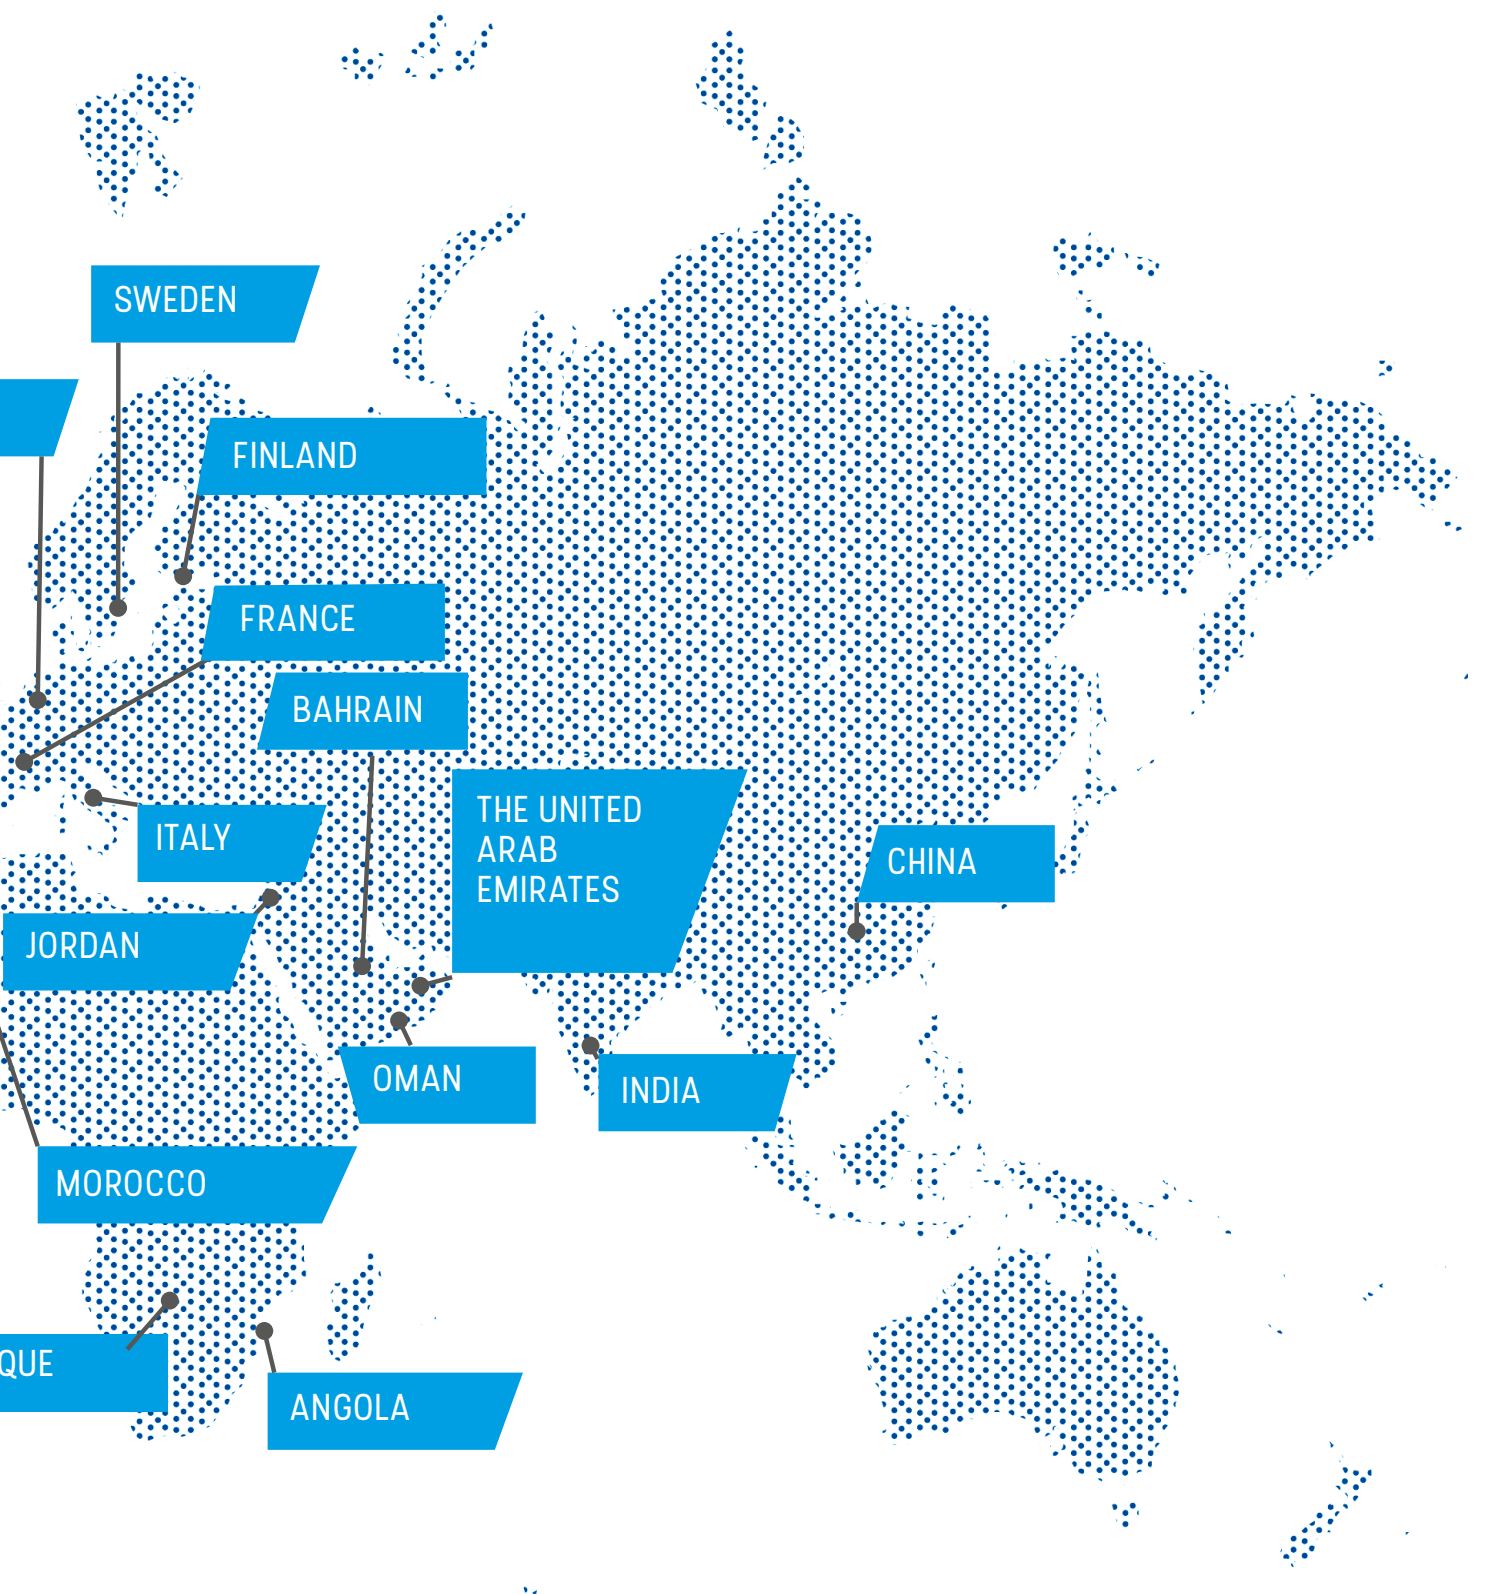 SWEDEN
FINLAND
FRANCE
BAHRAIN
THE UNITED
ARAB
EMIRATES
ITALY
CHINA
JORDAN
OMAN
INDIA
MOROCCO
QUE
ANGOLA